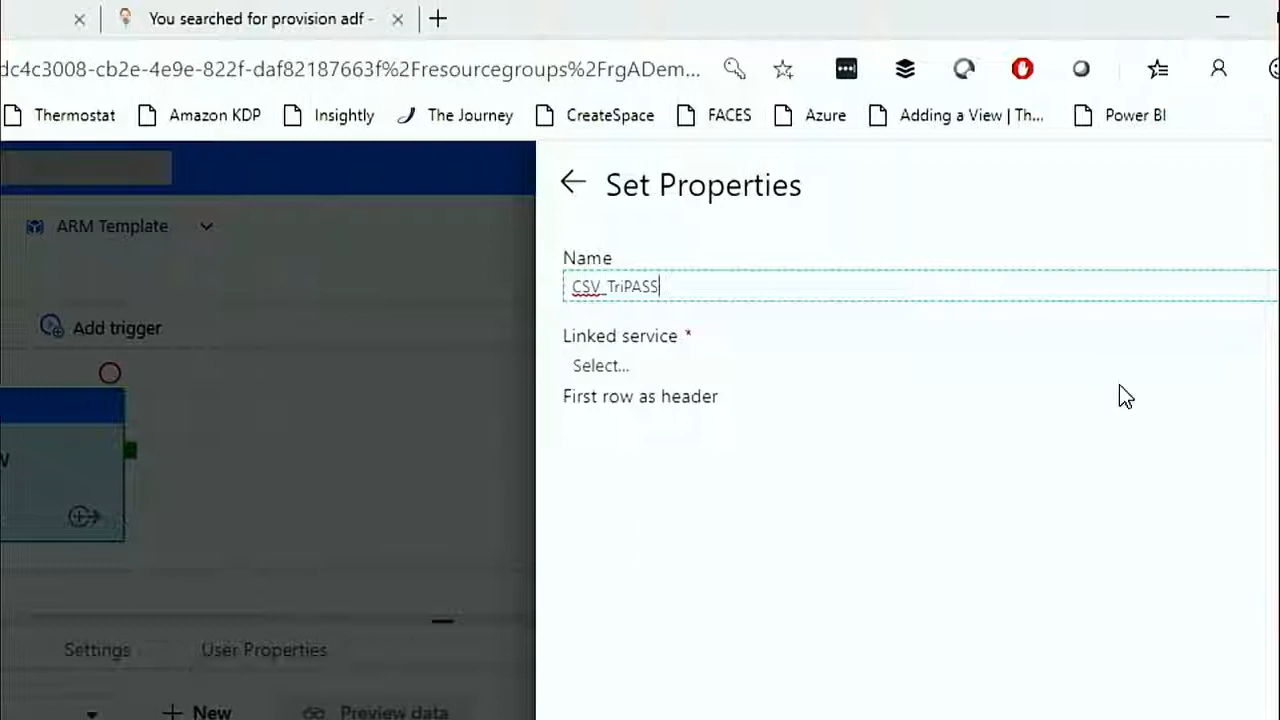 You searched for provision adf -
dc4c3008-cb2e-4e9e-822f-daf82187663f%2Fresourcegroups%2FrgADem...
Thermostat Amazon KDP Insightly The Journey CreateSpace FACES Azure Adding a View | Th... Power BI
Set Properties
ARM Template
Name
CSV_TriPASS
Add trigger
Linked service *
Select...
First row as header
Settings User Properties
New Preview data